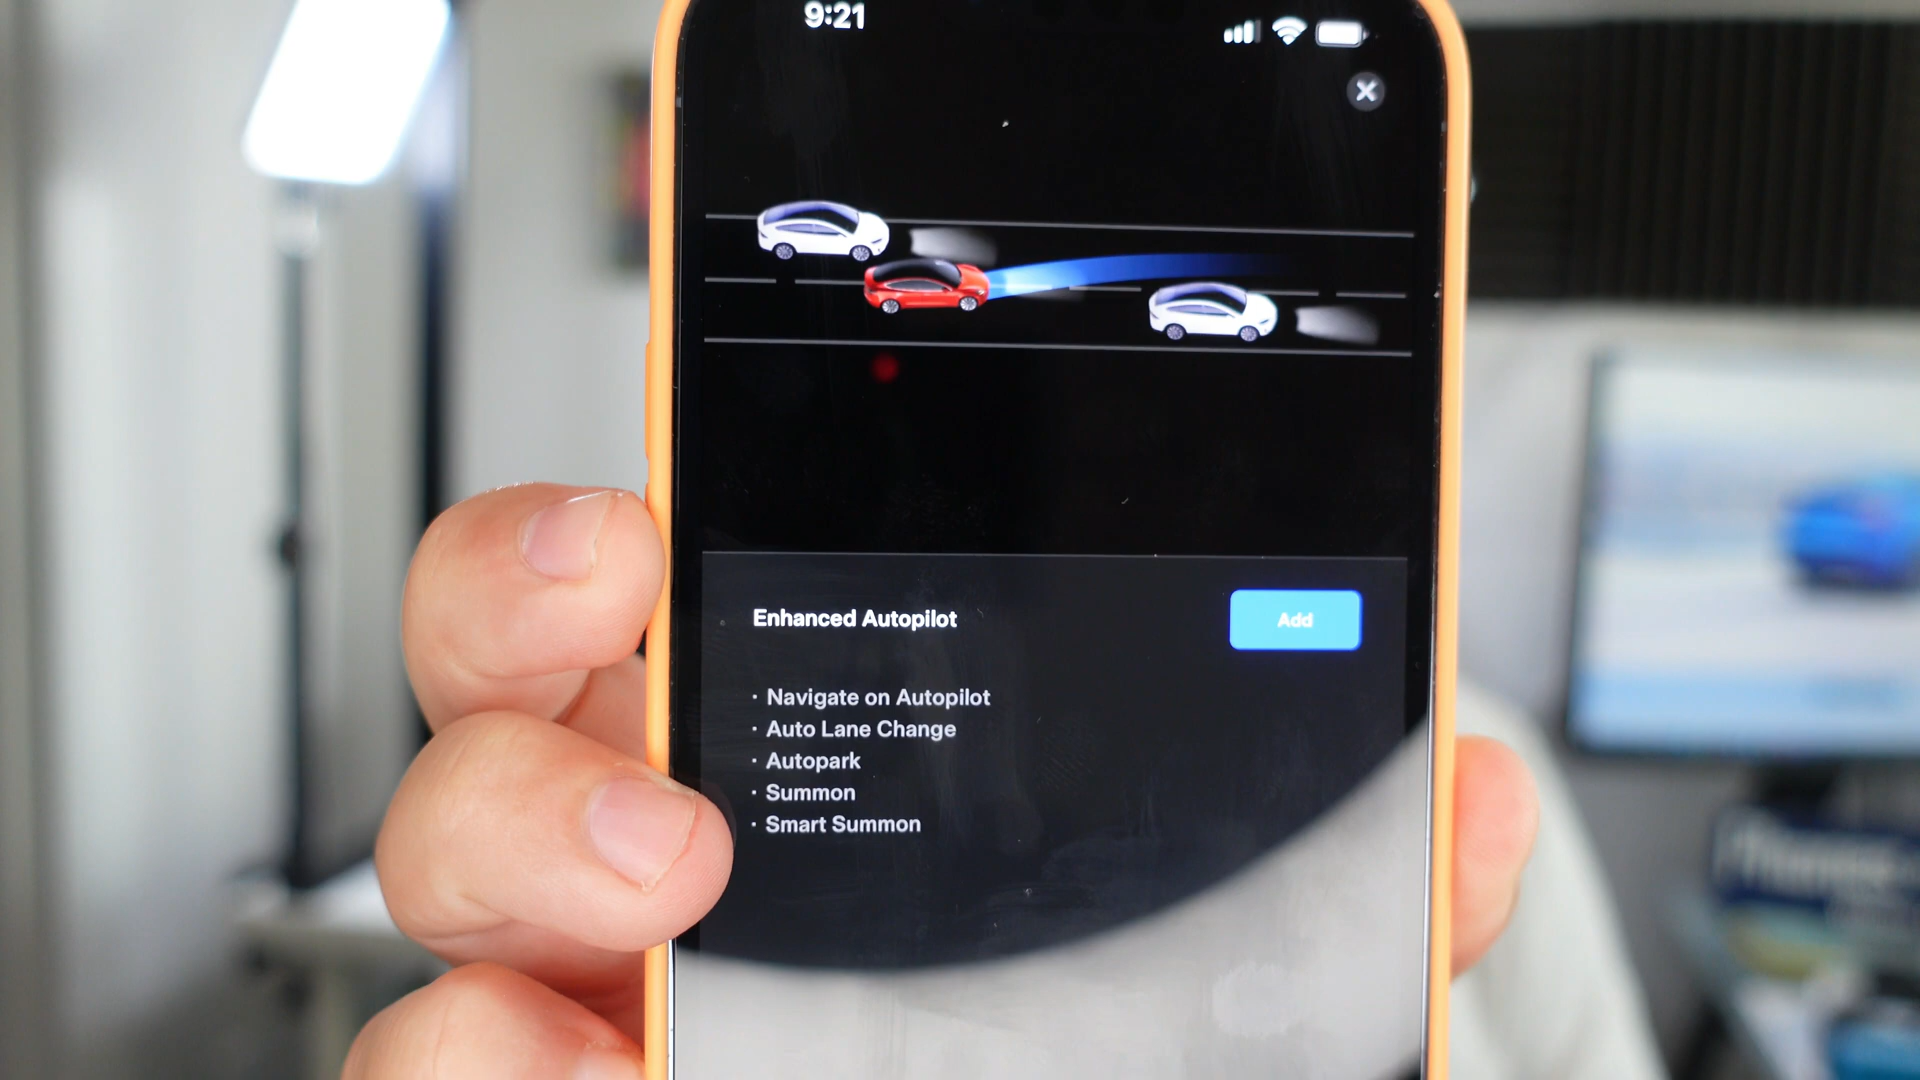 9:21
Enhanced Autopilot
Add
· Navigate on Autopilot
· Auto Lane Change
· Autopark
· Summon
· Smart Summon